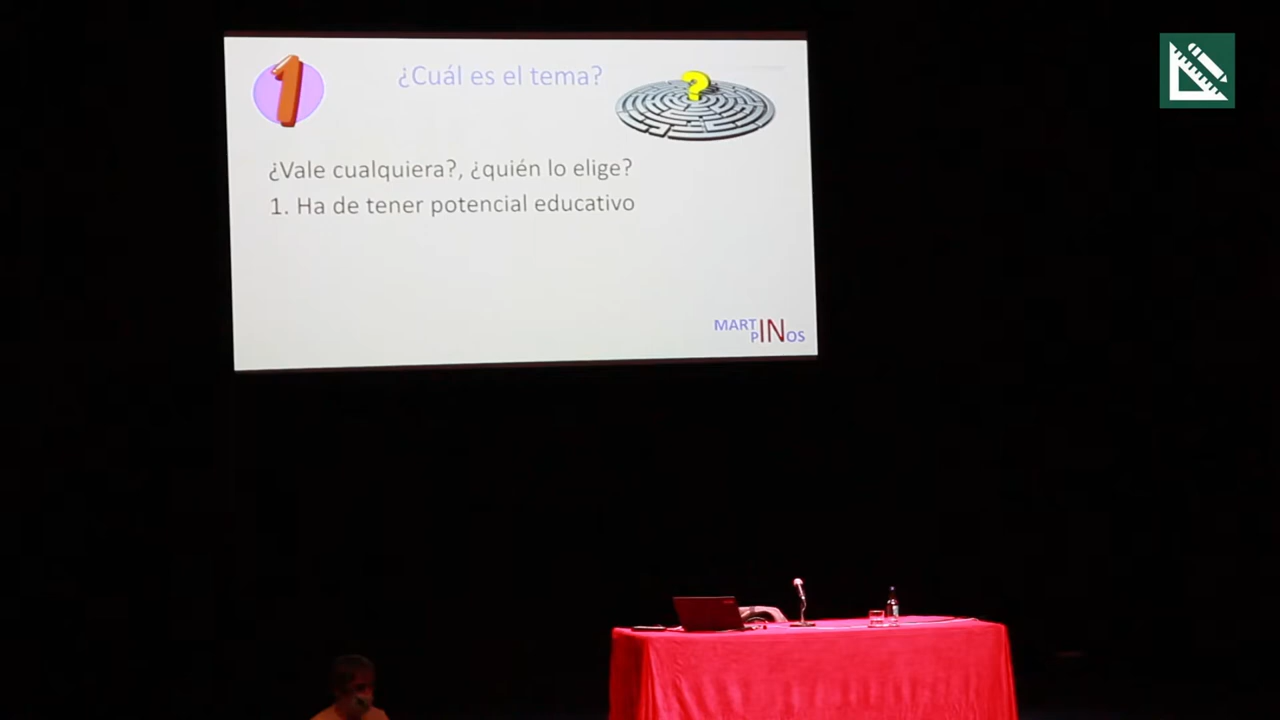 1
¿Cuál es el tema?
?
¿Vale cualquiera?, ¿quién lo elige?
1. Ha de tener potencial educativo
MARTINOS
PINOS